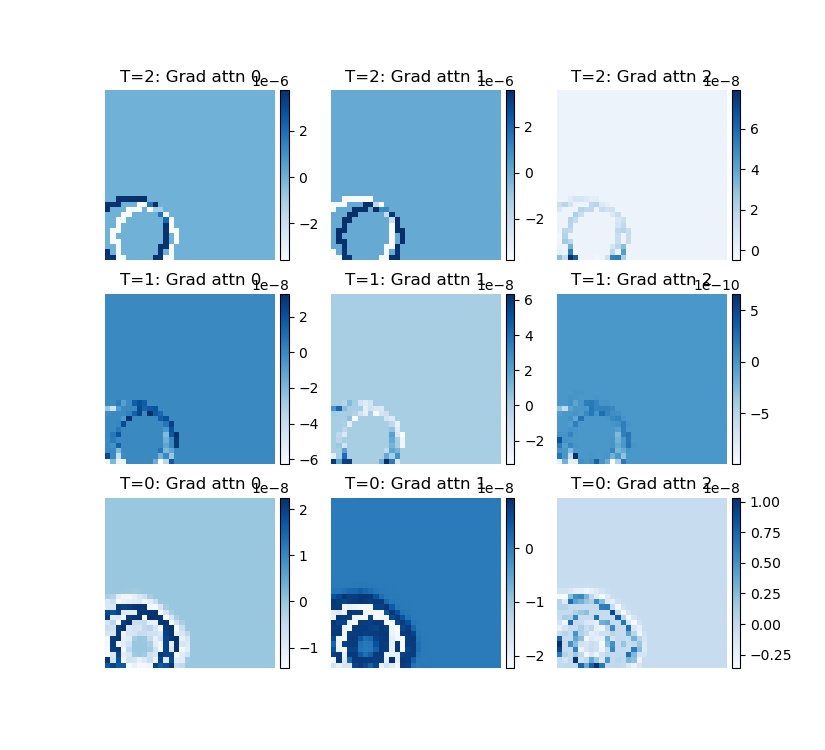 T=2: Grad attn 0
1e−6
2
0
−2
T=2: Grad attn 1
1e−6
2
0
−2
T=2: Grad attn 2
1e−8
6
4
2
0
T=1: Grad attn 0
1e−8
2
0
−2
−4
−6
T=1: Grad attn 1
1e−8
6
4
2
0
−2
T=1: Grad attn 2
1e−10
5
0
−5
T=0: Grad attn 0
1e−8
2
1
0
−1
T=0: Grad attn 1
1e−8
0
−1
−2
T=0: Grad attn 2
1e−8
1.00
0.75
0.50
0.25
0.00
−0.25